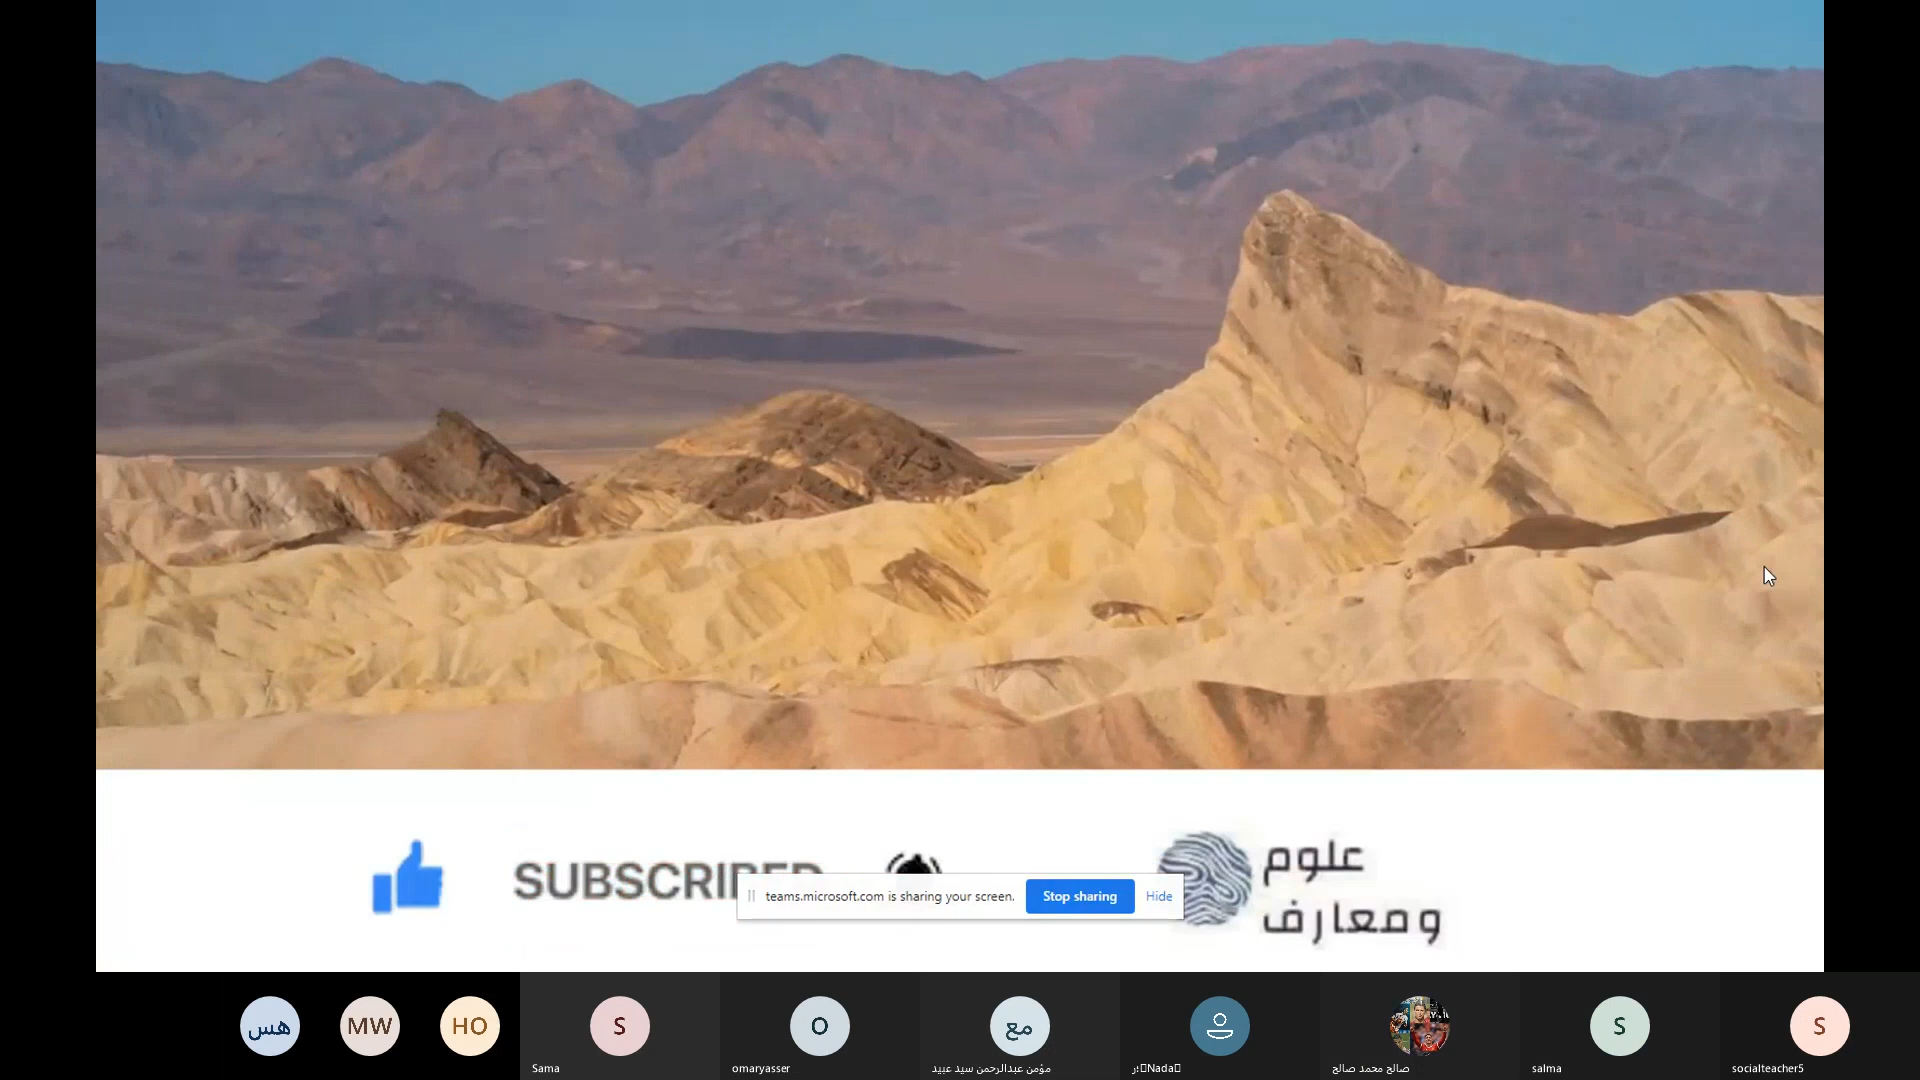 SUBSCRIBED
علوم
ومعارف
teams.microsoft.com is sharing your screen.
Stop sharing
Hide
هس
MW
HO
S
O
مع
S
S
Sama
omaryasser
مؤمن عبدالرحمن سيد عبيد
Nada
صالح محمد صالح
salma
socialteacher5